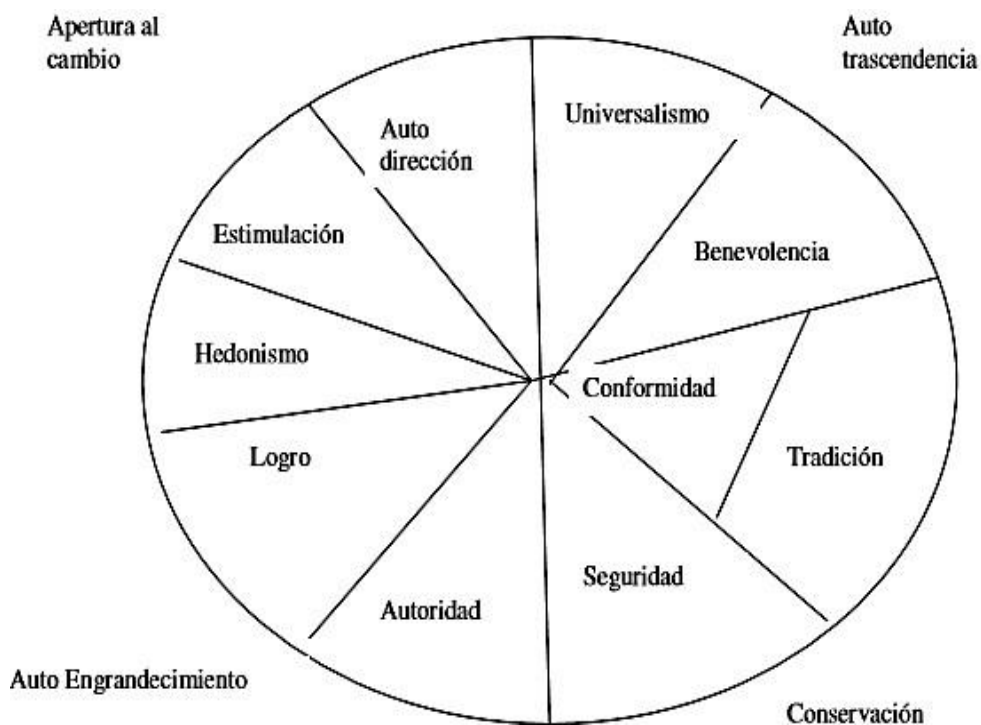 Apertura al
cambio
Auto
trascendencia
Universalismo
Auto
dirección
Estimulación
Benevolencia
Hedonismo
Conformidad
Logro
Tradición
Seguridad
Autoridad
Auto Engrandecimiento
Conservación